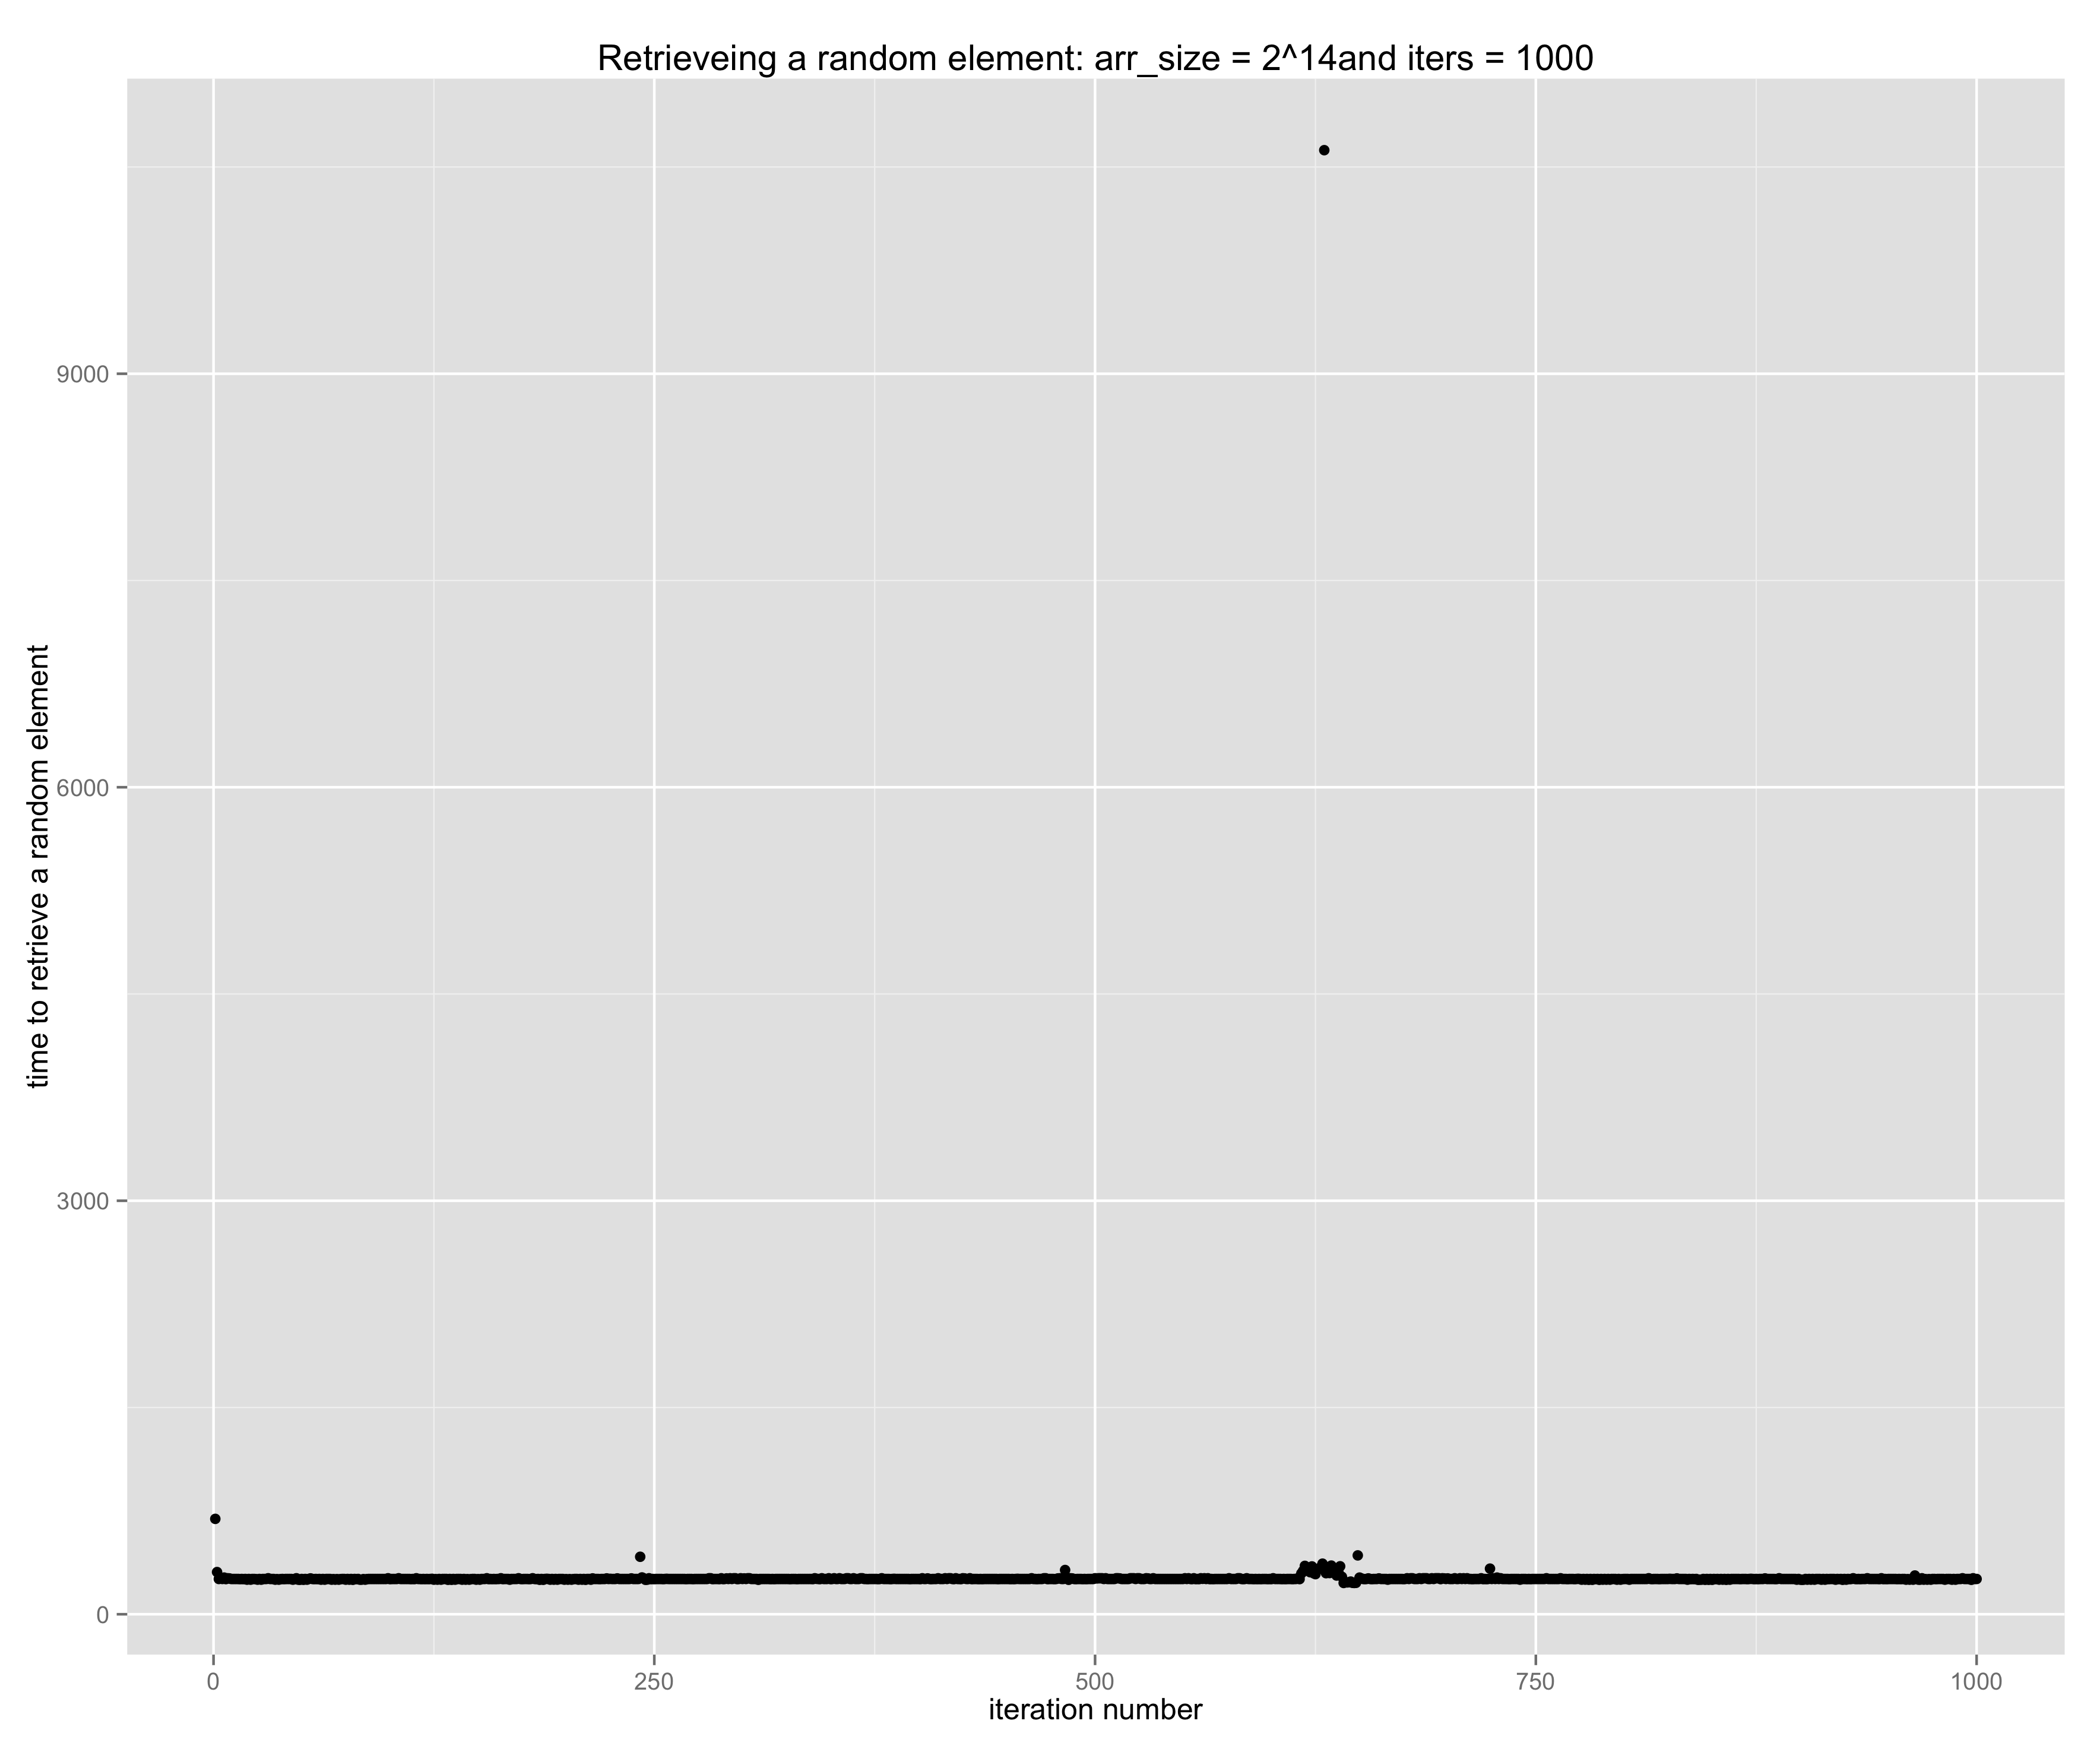 Retrieveing a random element: arr_size = 2^14and iters = 1000
time to retrieve a random element
9000
6000
3000
0
0 250 500 750 1000
iteration number